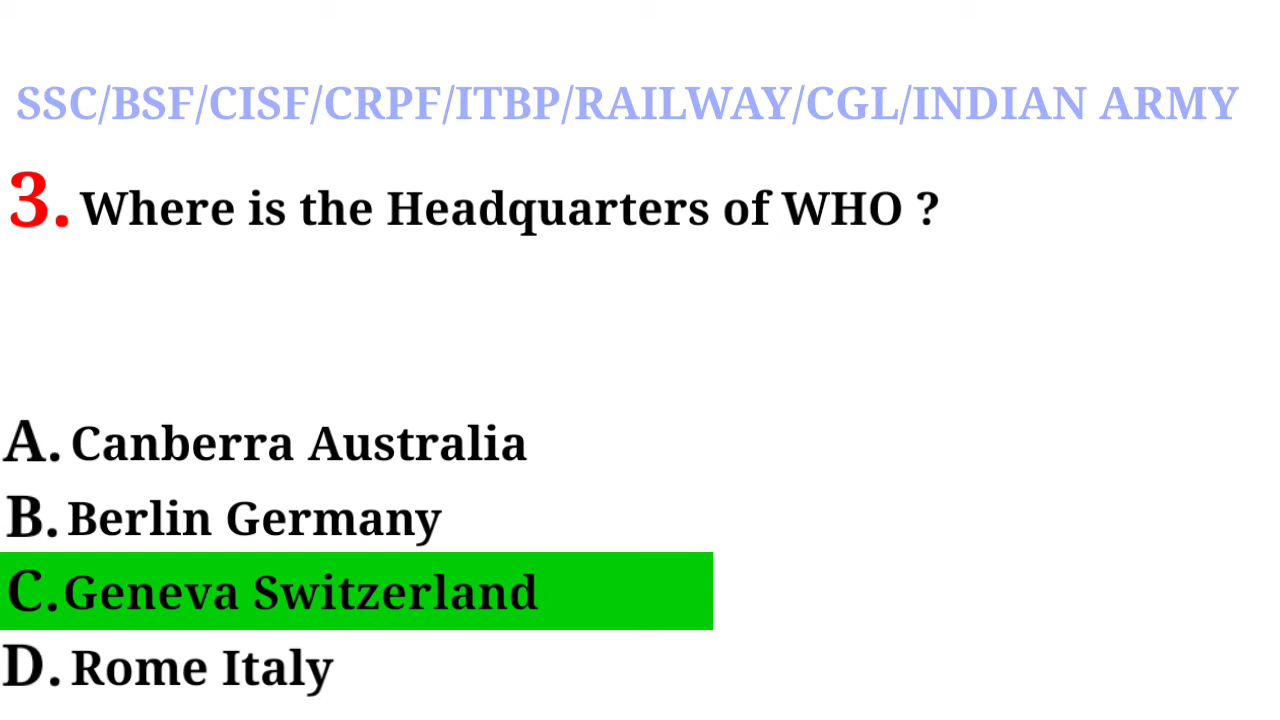 SSC/BSF/CISF/CRPF/ITBP/RAILWAY/CGL/INDIAN ARMY
3. Where is the Headquarters of WHO ?
A. Canberra Australia
B. Berlin Germany
C. Geneva Switzerland
D. Rome Italy